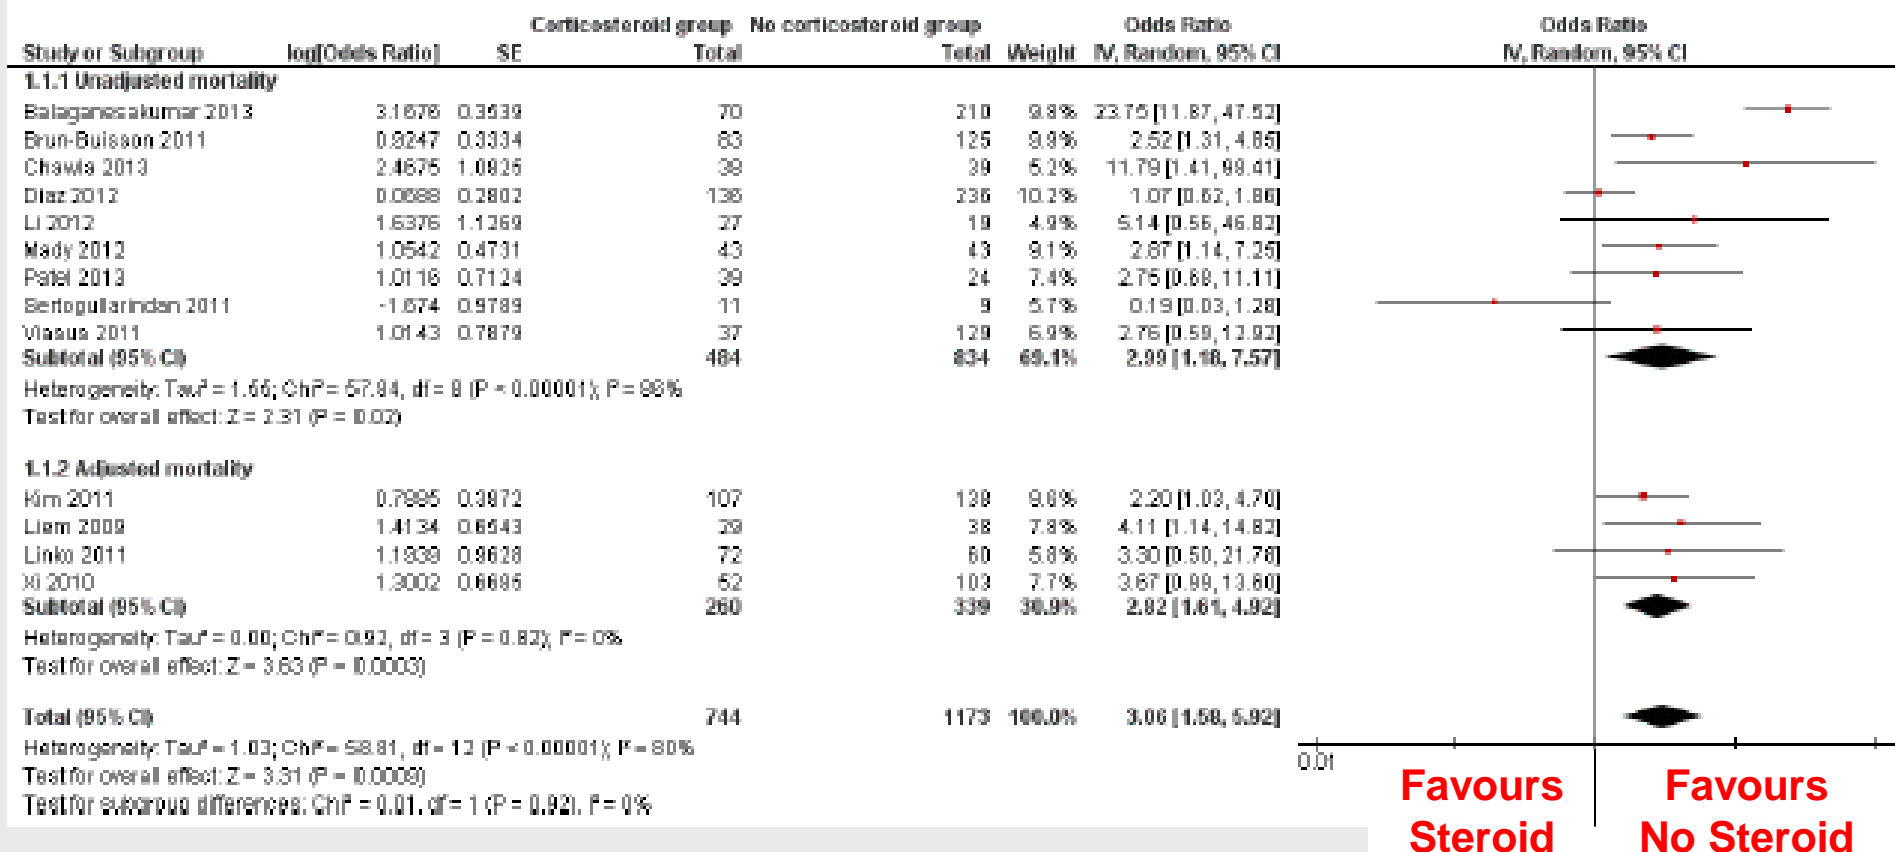 Corticosteroid group No corticosteroid group Odds Ratio Odds Ratio
Study or Subgroup log[Odds Ratio] SE Total Total Weight IV, Random, 95% CI IV, Random, 95% CI
1.1.1 Unadjusted mortality
Balaganesakumar 2013 3.1676 0.3539 70 210 9.8% 23.75 [11.87, 47.52]
Brun-Buisson 2011 0.9247 0.3334 83 125 9.9% 2.52 [1.31, 4.85]
Chawla 2013 2.4675 1.0826 38 39 5.2% 11.79 [1.41, 98.41]
Diaz 2012 0.0688 0.2802 136 236 10.2% 1.07 [0.62, 1.86]
Li 2012 1.6376 1.1269 27 19 4.9% 5.14 [0.56, 46.82]
Mady 2012 1.0542 0.4731 43 43 9.1% 2.87 [1.14, 7.25]
Patel 2013 1.0116 0.7124 39 24 7.4% 2.75 [0.68, 11.11]
Sertogullarindan 2011 -1.674 0.9789 11 9 5.7% 0.19 [0.03, 1.28]
Viasus 2011 1.0143 0.7879 37 129 6.9% 2.76 [0.59, 12.92]
Subtotal (95% CI) 484 834 69.1% 2.99 [1.18, 7.57]
Heterogeneity: Tau² = 1.55; Chi² = 57.84, df = 8 (P < 0.00001); I² = 86%
Test for overall effect: Z = 2.31 (P = 0.02)
1.1.2 Adjusted mortality
Kim 2011 0.7885 0.3872 107 138 9.6% 2.20 [1.03, 4.70]
Liem 2009 1.4134 0.6543 29 38 7.8% 4.11 [1.14, 14.82]
Linko 2011 1.1939 0.9628 72 60 5.8% 3.30 [0.50, 21.78]
Xi 2010 1.3002 0.6685 52 103 7.7% 3.67 [0.99, 13.60]
Subtotal (95% CI) 260 339 30.9% 2.82 [1.61, 4.92]
Heterogeneity: Tau² = 0.00; Chi² = 0.92, df = 3 (P = 0.82); I² = 0%
Test for overall effect: Z = 3.63 (P = 0.0003)
Total (95% CI) 744 1173 100.0% 3.06 [1.58, 5.92]
Heterogeneity: Tau² = 1.03; Chi² = 58.81, df = 12 (P < 0.00001); I² = 80%
Test for overall effect: Z = 3.31 (P = 0.0009)
Test for subgroup differences: Chi² = 0.01, df = 1 (P = 0.92), I² = 0%
0.01
Favours Favours
Steroid No Steroid